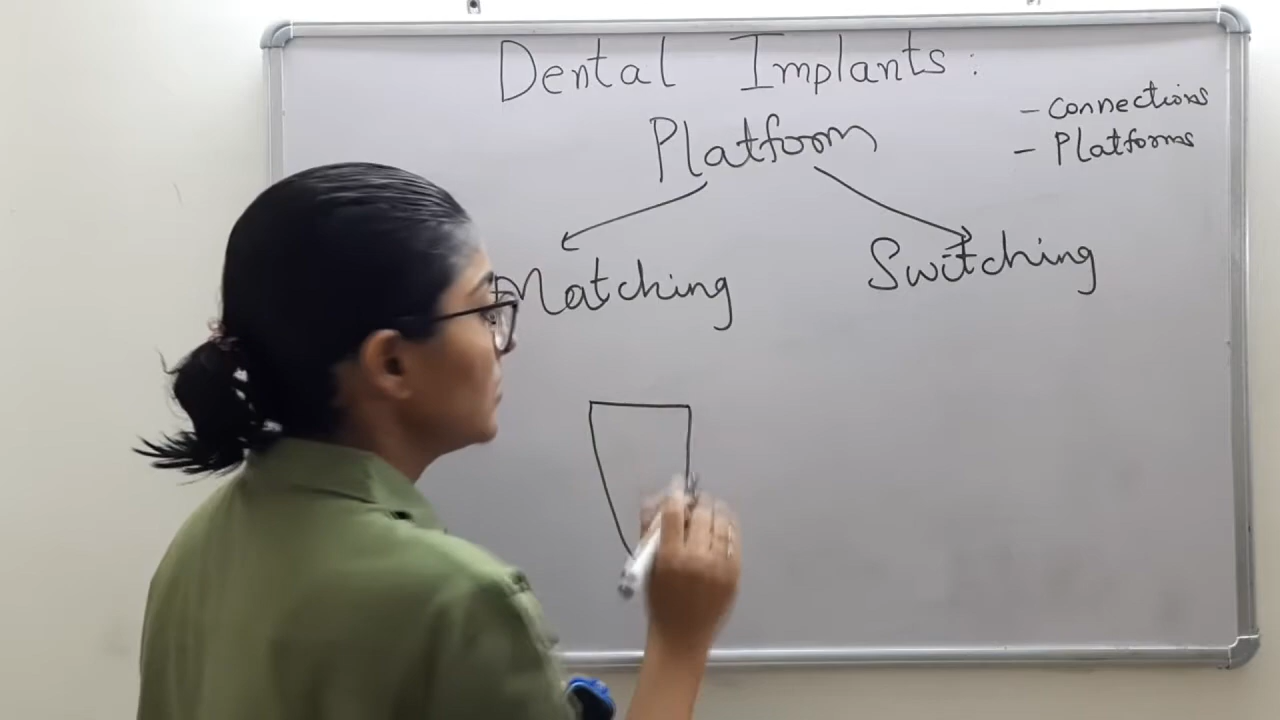 Dental Implants:
Platform
- Connections
- Platforms
Matching
Switching